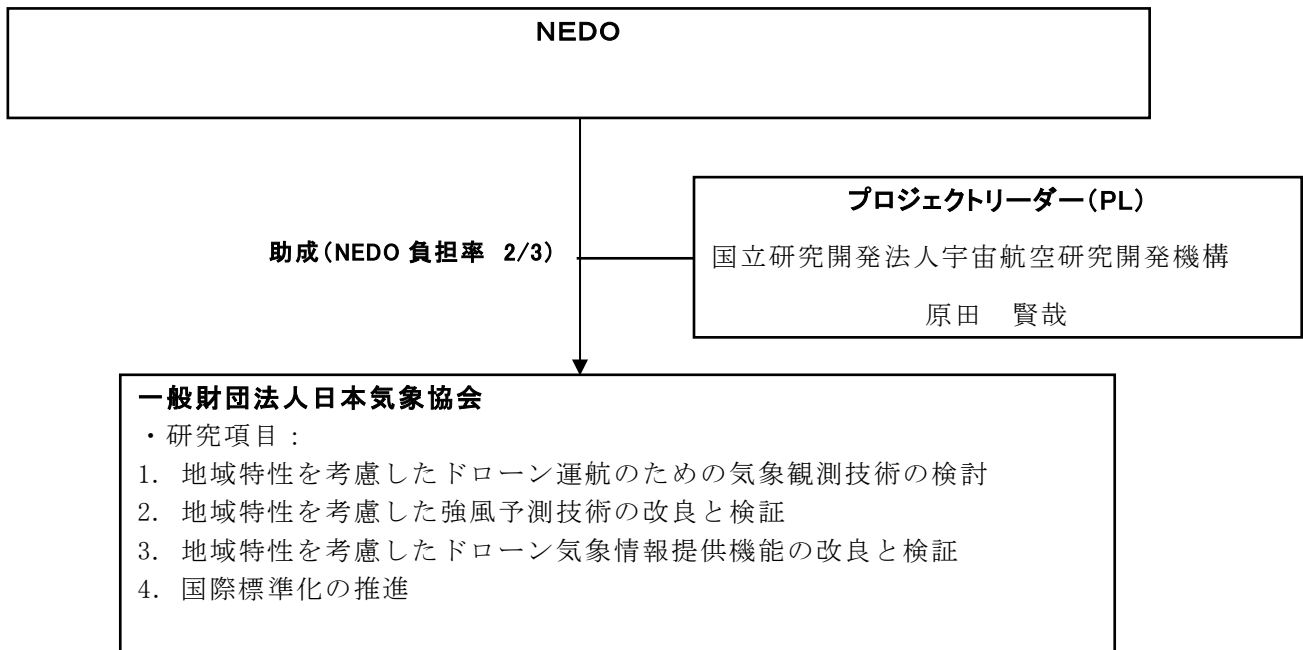 NEDO
プロジェクトリーダー(PL)
助成(NEDO 負担率 2/3)
国立研究開発法人宇宙航空研究開発機構
原田 賢哉
一般財団法人日本気象協会
・研究項目:
1. 地域特性を考慮したドローン運航のための気象観測技術の検討
2. 地域特性を考慮した強風予測技術の改良と検証
3. 地域特性を考慮したドローン気象情報提供機能の改良と検証
4. 国際標準化の推進